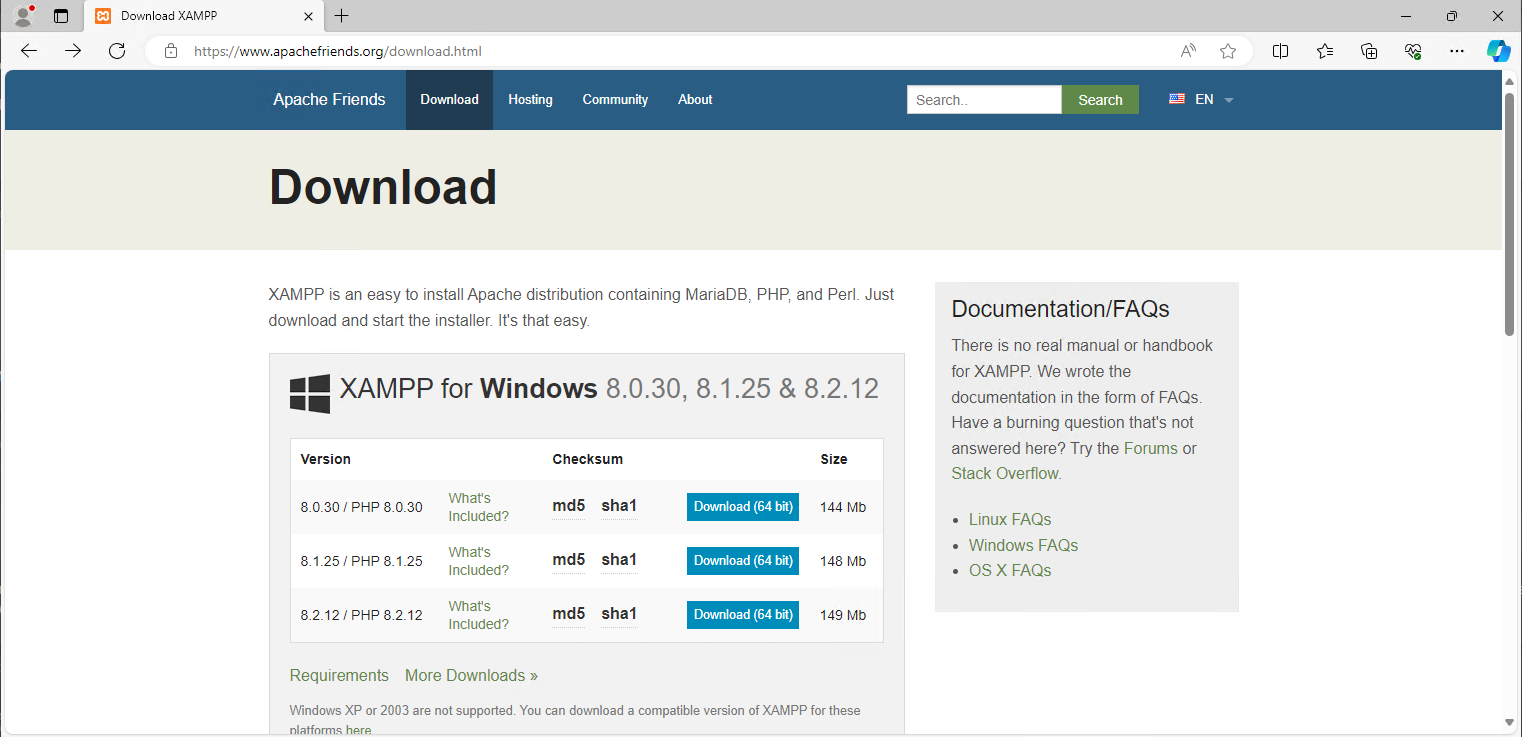 Download XAMPP
https://www.apachefriends.org/download.html
Apache Friends Download Hosting Community About Search.. Search EN
Download
XAMPP is an easy to install Apache distribution containing MariaDB, PHP, and Perl. Just
download and start the installer. It's that easy.
XAMPP for Windows 8.0.30, 8.1.25 & 8.2.12
Version Checksum Size
8.0.30 / PHP 8.0.30 What's Included? md5 sha1 Download (64 bit) 144 Mb
8.1.25 / PHP 8.1.25 What's Included? md5 sha1 Download (64 bit) 148 Mb
8.2.12 / PHP 8.2.12 What's Included? md5 sha1 Download (64 bit) 149 Mb
Requirements More Downloads »
Windows XP or 2003 are not supported. You can download a compatible version of XAMPP for these
platforms here.
Documentation/FAQs
There is no real manual or handbook
for XAMPP. We wrote the
documentation in the form of FAQs.
Have a burning question that's not
answered here? Try the Forums or
Stack Overflow.
• Linux FAQs
• Windows FAQs
• OS X FAQs